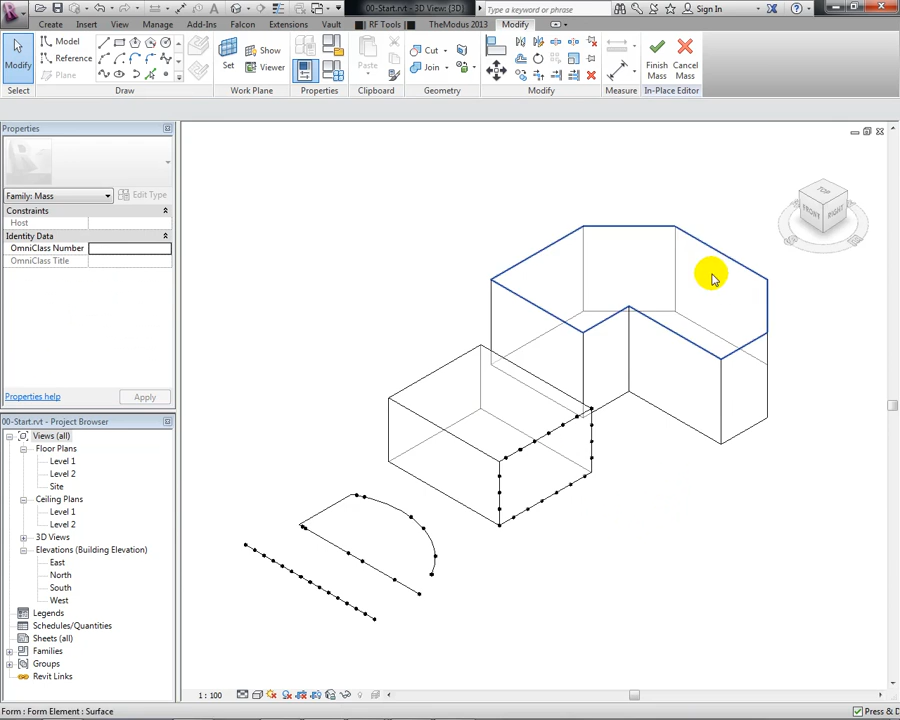 00-Start.rvt - 3D View: {3D}
Sign In
Create
Insert
View
Manage
Add-Ins
Falcon
Extensions
RF Tools
TheModus 2013
Modify
Modify
Model
Reference
Plane
Set
Show
Viewer
Paste
Cut
Join
Finish Mass
Cancel Mass
Select
Draw
Work Plane
Properties
Clipboard
Geometry
Modify
Measure
In-Place Editor
Properties
Family: Mass
Edit Type
Constraints
Host
Identity Data
OmniClass Number
OmniClass Title
Properties help
Apply
00-Start.rvt - Project Browser
Views (all)
Floor Plans
Level 1
Level 2
Site
Ceiling Plans
Level 1
Level 2
3D Views
Elevations (Building Elevation)
East
North
South
West
Legends
Schedules/Quantities
Sheets (all)
Families
Groups
Revit Links
TOP
FRONT
RIGHT
1 : 100
Form : Form Element : Surface
Press & D